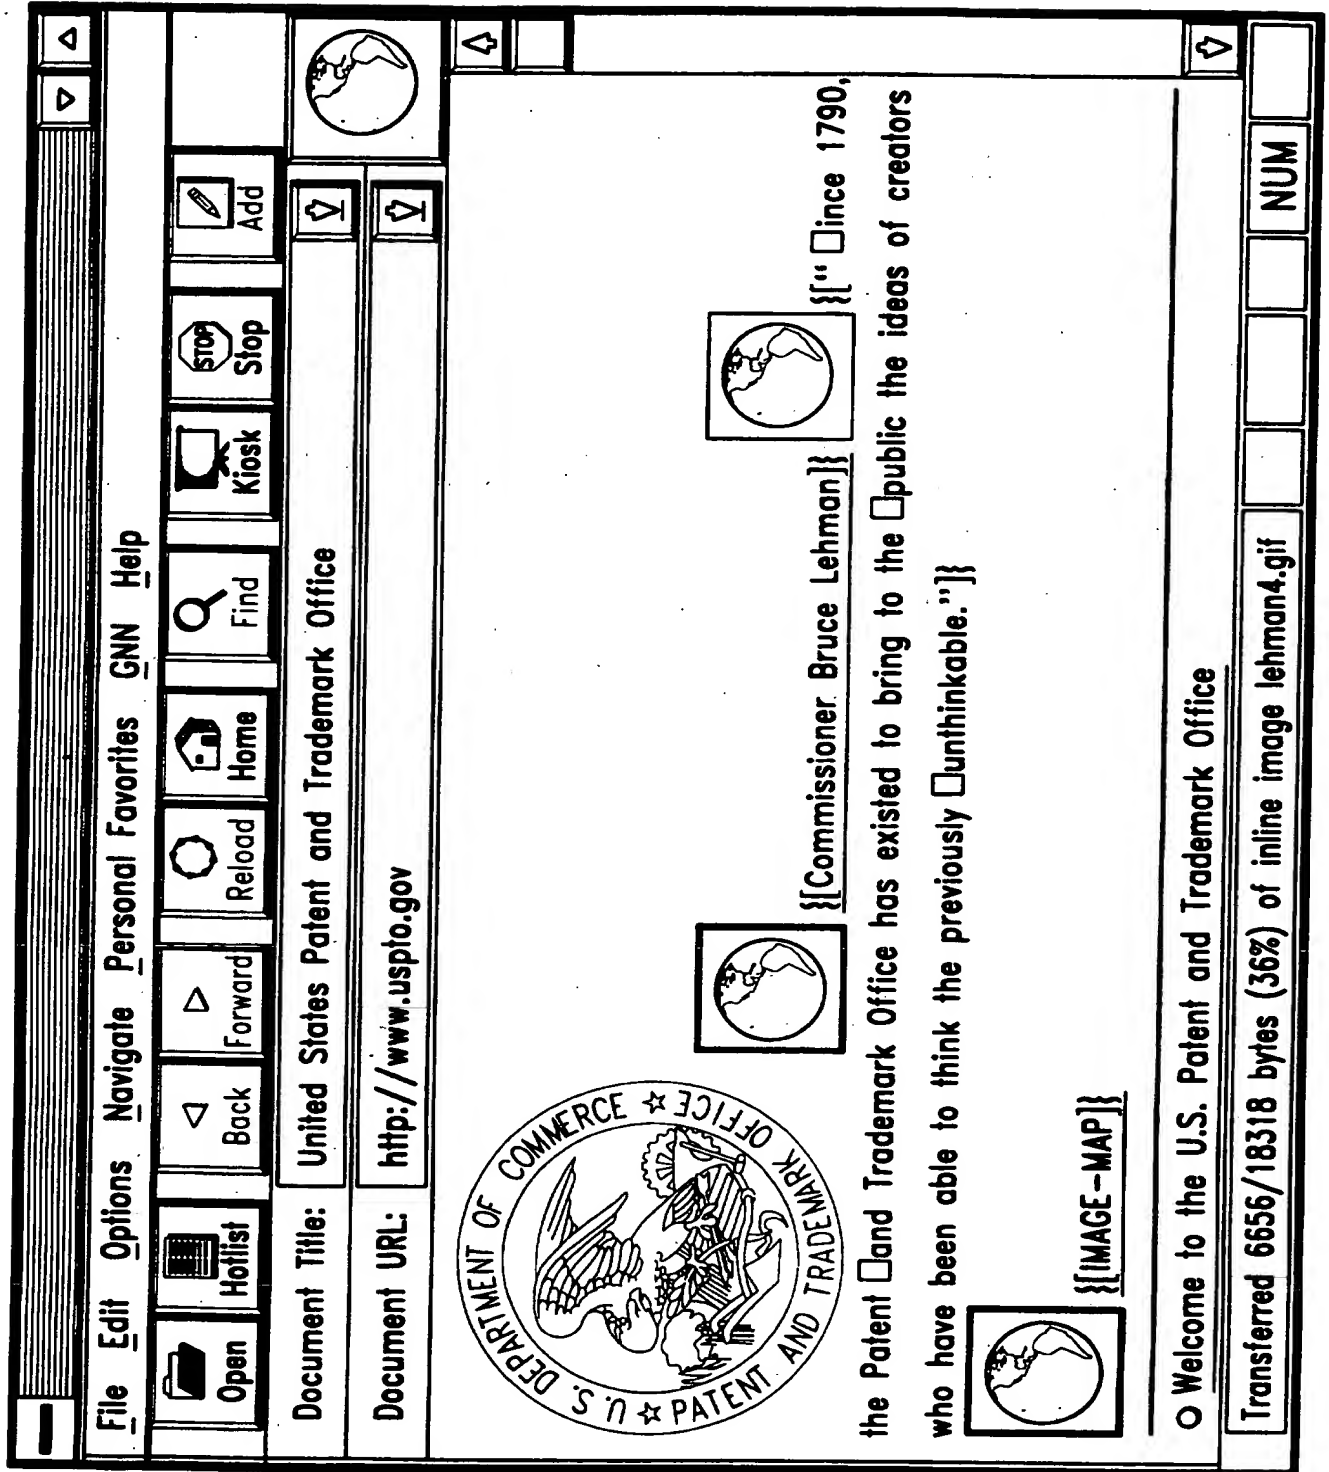 File Edit Options Navigate Personal Favorites GNN Help
Open Hotlist Back Forward Reload Home Find Kiosk STOP Stop Add
Document Title: United States Patent and Trademark Office
Document URL: http://www.uspto.gov
U.S. DEPARTMENT OF COMMERCE ☆ PATENT AND TRADEMARK OFFICE ☆
}[[Commissioner Bruce Lehman]]{ }[[“ □ince 1790,
the Patent □and Trademark Office has existed to bring to the □public the ideas of creators
who have been able to think the previously □unthinkable.”]]{
}[[IMAGE-MAP]]{
○ Welcome to the U.S. Patent and Trademark Office
Transferred 6656/18318 bytes (36%) of inline image lehman4.gif NUM